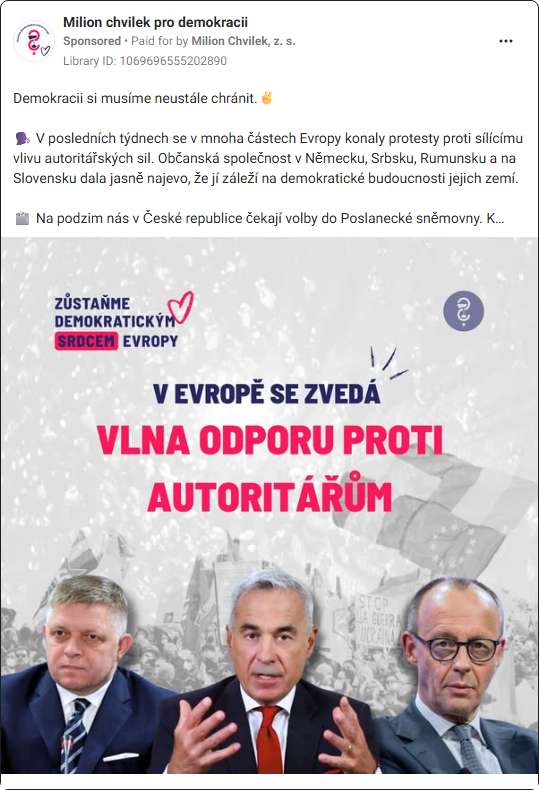 Milion chvilek pro demokracii
Sponsored • Paid for by Milion Chvilek, z. s.
Library ID: 1069696555202890
Demokracii si musíme neustále chránit. ✌
🗣 V posledních týdnech se v mnoha částech Evropy konaly protesty proti sílícímu
vlivu autoritářských sil. Občanská společnost v Německu, Srbsku, Rumunsku a na
Slovensku dala jasně najevo, že jí záleží na demokratické budoucnosti jejich zemí.
🗓 Na podzim nás v České republice čekají volby do Poslanecké sněmovny. K...
ZŮSTAŇME
DEMOKRATICKÝM
SRDCEM EVROPY
V EVROPĚ SE ZVEDÁ
VLNA ODPORU PROTI
AUTORITÁŘŮM
STOP